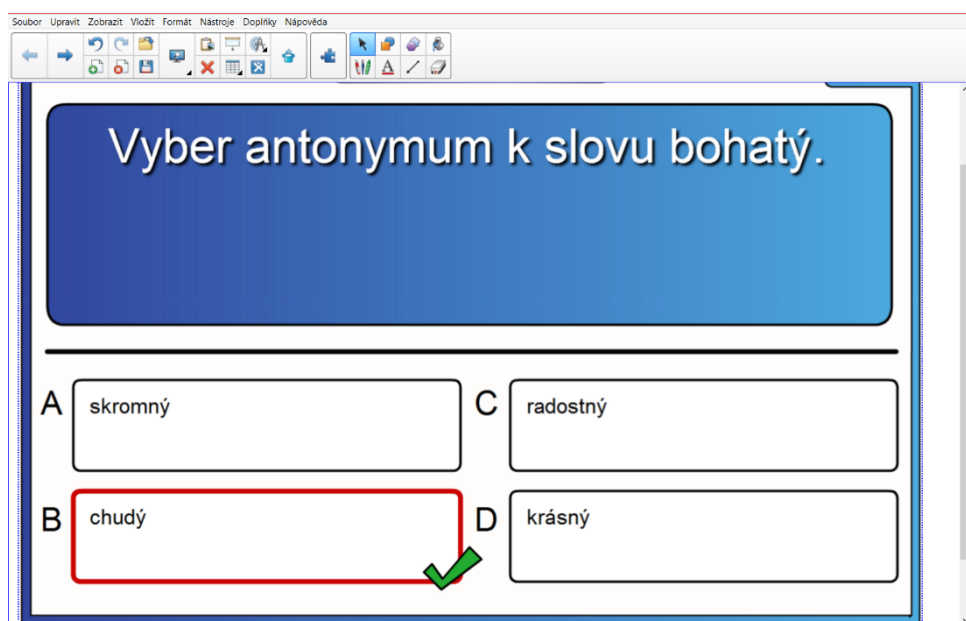 Soubor Upravit Zobrazit Vložit Formát Nástroje Doplňky Nápověda
Vyber antonymum k slovu bohatý.
A skromný
B chudý
C radostný
D krásný